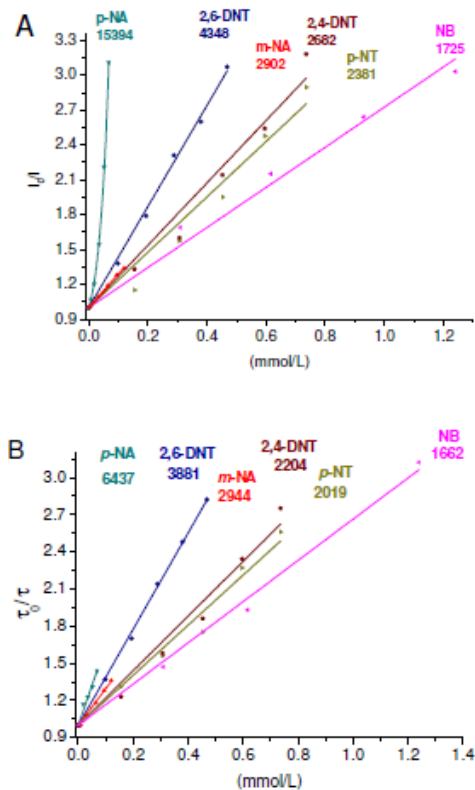 A
p-NA
15394
2,6-DNT
4348
m-NA
2902
2,4-DNT
2682
p-NT
2381
NB
1725
3.3
3.0
2.7
2.4
2.1
1.8
1.5
1.2
0.9
I₀/I
0.0 0.2 0.4 0.6 0.8 1.0 1.2
(mmol/L)
B
p-NA
6437
2,6-DNT
3881
m-NA
2944
2,4-DNT
2204
p-NT
2019
NB
1662
3.0
2.7
2.4
2.1
1.8
1.5
1.2
0.9
τ₀/τ
0.0 0.2 0.4 0.6 0.8 1.0 1.2 1.4
(mmol/L)